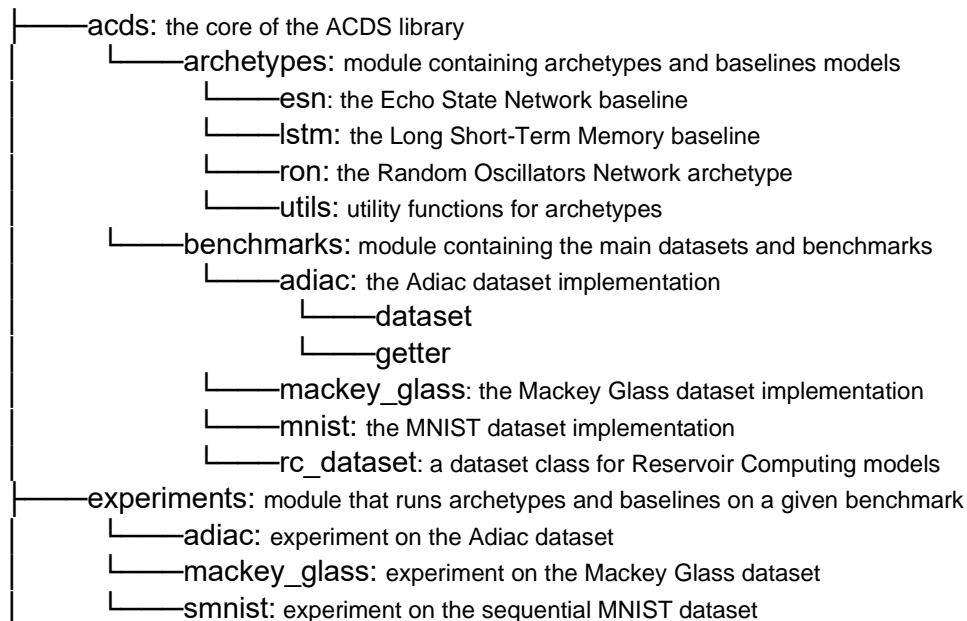 acds: the core of the ACDS library
archetypes: module containing archetypes and baselines models
esn: the Echo State Network baseline
lstm: the Long Short-Term Memory baseline
ron: the Random Oscillators Network archetype
utils: utility functions for archetypes
benchmarks: module containing the main datasets and benchmarks
adiac: the Adiac dataset implementation
dataset
getter
mackey_glass: the Mackey Glass dataset implementation
mnist: the MNIST dataset implementation
rc_dataset: a dataset class for Reservoir Computing models
experiments: module that runs archetypes and baselines on a given benchmark
adiac: experiment on the Adiac dataset
mackey_glass: experiment on the Mackey Glass dataset
smnist: experiment on the sequential MNIST dataset